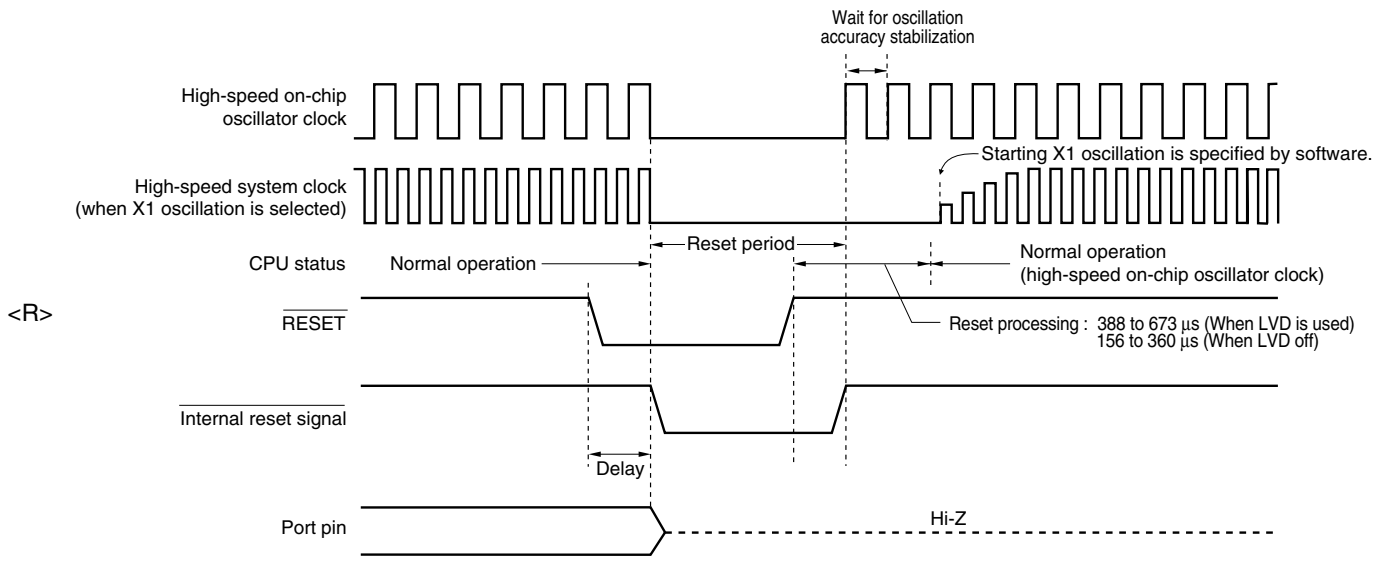 Wait for oscillation
accuracy stabilization
High-speed on-chip
oscillator clock
Starting X1 oscillation is specified by software.
High-speed system clock
(when X1 oscillation is selected)
Reset period
CPU status
Normal operation
Normal operation
(high-speed on-chip oscillator clock)
<R>
RESET
Reset processing : 388 to 673 μs (When LVD is used)
156 to 360 μs (When LVD off)
Internal reset signal
Delay
Port pin
Hi-Z